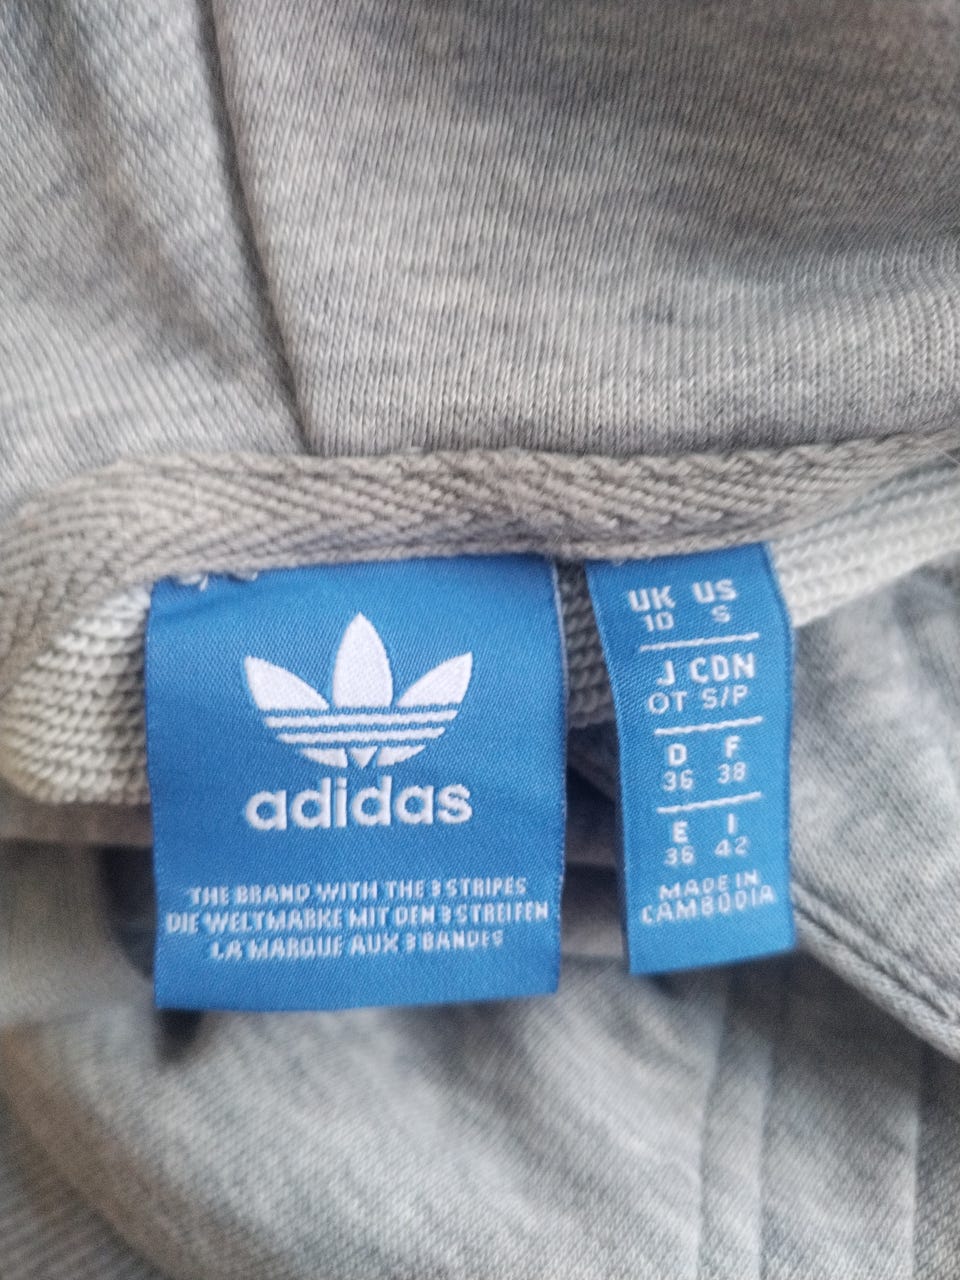 adidas
THE BRAND WITH THE 3 STRIPES
DIE WELTMARKE MIT DEN 3 STREIFEN
LA MARQUE AUX 3 BANDES
UK US
10 S
J CDN
OT S/P
D F
36 38
E I
36 42
MADE IN
CAMBODIA